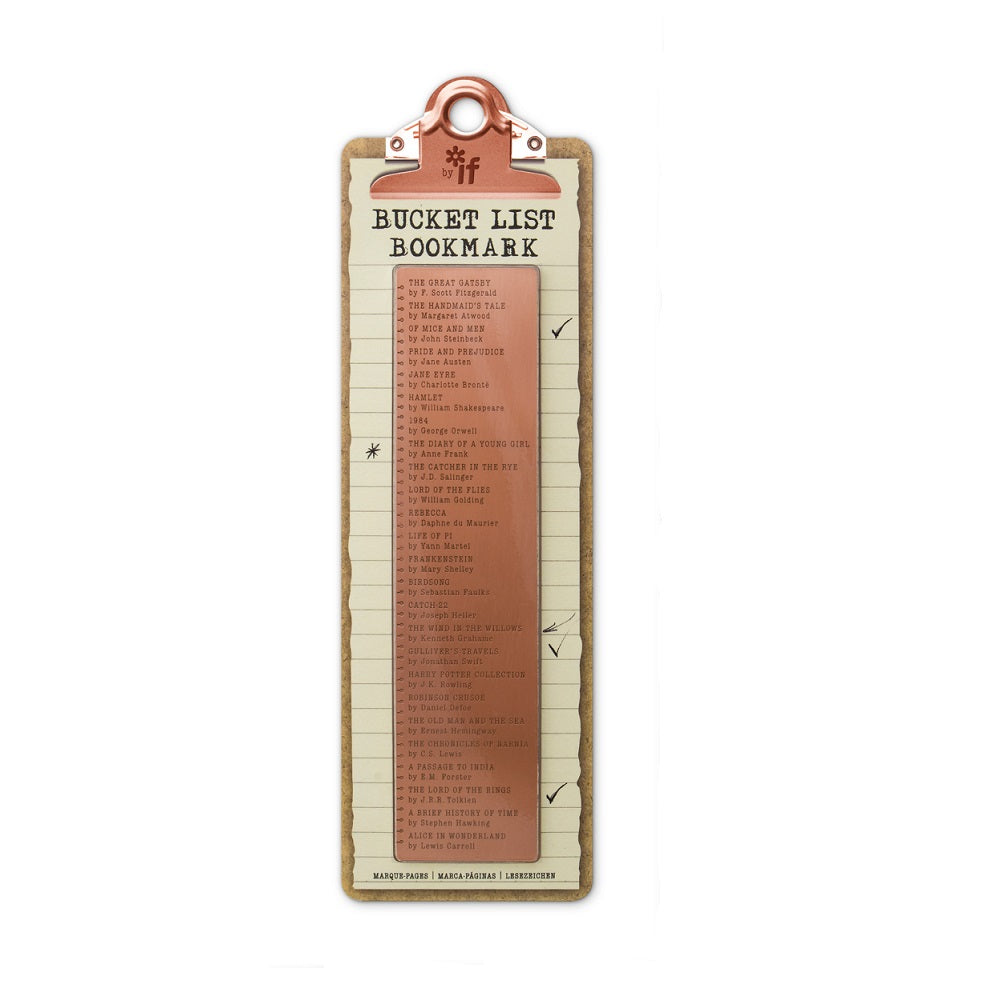 by *if
BUCKET LIST
BOOKMARK
THE GREAT GATSBY
by F. Scott Fitzgerald
THE HANDMAID'S TALE
by Margaret Atwood
OF MICE AND MEN
by John Steinbeck
PRIDE AND PREJUDICE
by Jane Austen
JANE EYRE
by Charlotte Brontë
HAMLET
by William Shakespeare
1984
by George Orwell
THE DIARY OF A YOUNG GIRL
by Anne Frank
THE CATCHER IN THE RYE
by J.D. Salinger
LORD OF THE FLIES
by William Golding
REBECCA
by Daphne du Maurier
LIFE OF PI
by Yann Martel
FRANKENSTEIN
by Mary Shelley
BIRDSONG
by Sebastian Faulks
CATCH-22
by Joseph Heller
THE WIND IN THE WILLOWS
by Kenneth Grahame
GULLIVER'S TRAVELS
by Jonathan Swift
HARRY POTTER COLLECTION
by J.K. Rowling
ROBINSON CRUSOE
by Daniel Defoe
THE OLD MAN AND THE SEA
by Ernest Hemingway
THE CHRONICLES OF NARNIA
by C.S. Lewis
A PASSAGE TO INDIA
by E.M. Forster
THE LORD OF THE RINGS
by J.R.R. Tolkien
A BRIEF HISTORY OF TIME
by Stephen Hawking
ALICE IN WONDERLAND
by Lewis Carroll
MARQUE-PAGES | MARCA-PÁGINAS | LESEZEICHEN